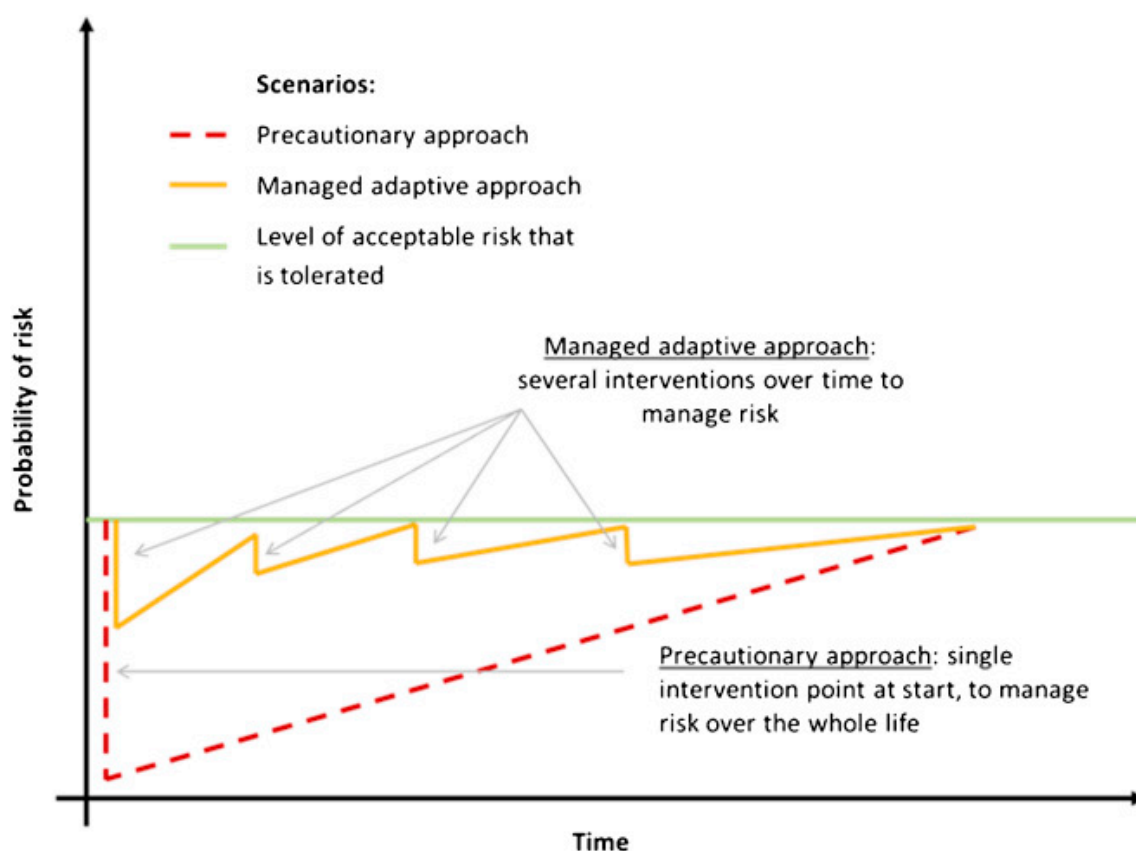 Scenarios:
Precautionary approach
Managed adaptive approach
Level of acceptable risk that
is tolerated
Probability of risk
Managed adaptive approach:
several interventions over time to
manage risk
Precautionary approach: single
intervention point at start, to manage
risk over the whole life
Time